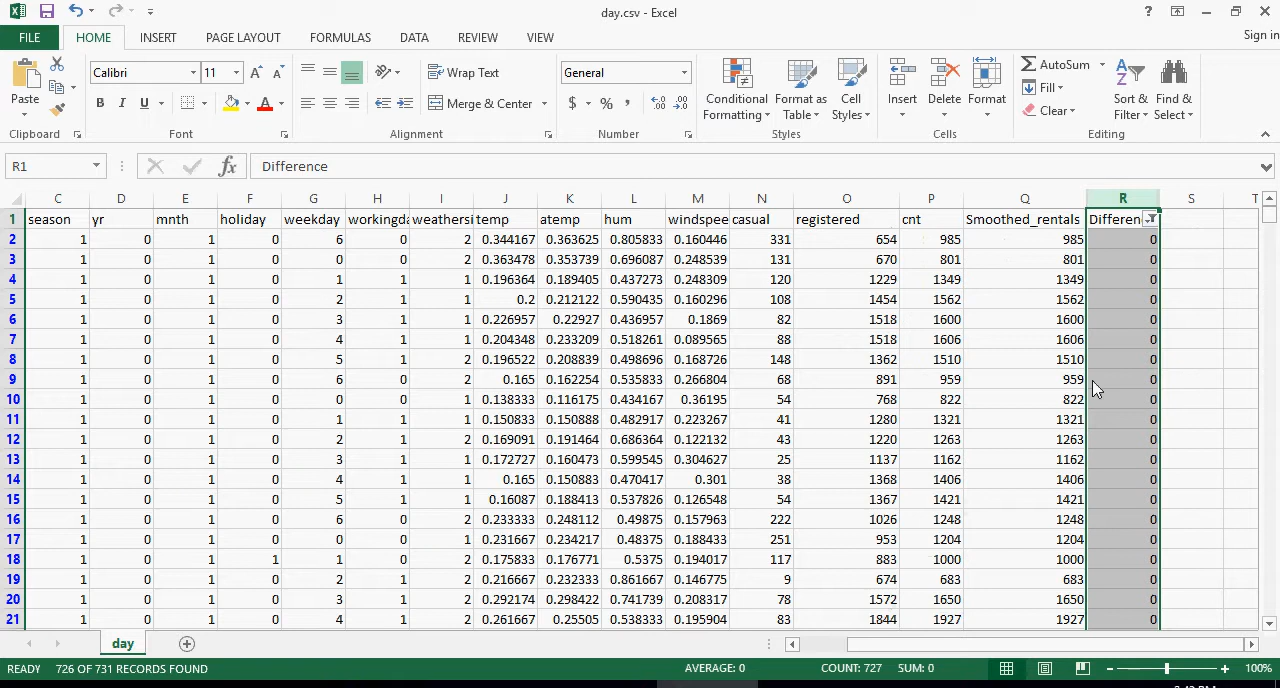 day.csv - Excel
FILE HOME INSERT PAGE LAYOUT FORMULAS DATA REVIEW VIEW Sign in
Paste Calibri 11 Wrap Text General Conditional Formatting Format as Table Cell Styles Insert Delete Format AutoSum Sort & Filter Find & Select
B I U Merge & Center $ % Fill Clear
Clipboard Font Alignment Number Styles Cells Editing
R1 fx Difference
C D E F G H I J K L M N O P Q R S T
1 season yr mnth holiday weekday workingda weathersi temp atemp hum windspee casual registered cnt Smoothed_rentals Differen
2 1 0 1 0 6 0 2 0.344167 0.363625 0.805833 0.160446 331 654 985 985 0
3 1 0 1 0 0 0 2 0.363478 0.353739 0.696087 0.248539 131 670 801 801 0
4 1 0 1 0 1 1 1 0.196364 0.189405 0.437273 0.248309 120 1229 1349 1349 0
5 1 0 1 0 2 1 1 0.2 0.212122 0.590435 0.160296 108 1454 1562 1562 0
6 1 0 1 0 3 1 1 0.226957 0.22927 0.436957 0.1869 82 1518 1600 1600 0
7 1 0 1 0 4 1 1 0.204348 0.233209 0.518261 0.089565 88 1518 1606 1606 0
8 1 0 1 0 5 1 2 0.196522 0.208839 0.498696 0.168726 148 1362 1510 1510 0
9 1 0 1 0 6 0 2 0.165 0.162254 0.535833 0.266804 68 891 959 959 0
10 1 0 1 0 0 0 1 0.138333 0.116175 0.434167 0.36195 54 768 822 822 0
11 1 0 1 0 1 1 1 0.150833 0.150888 0.482917 0.223267 41 1280 1321 1321 0
12 1 0 1 0 2 1 2 0.169091 0.191464 0.686364 0.122132 43 1220 1263 1263 0
13 1 0 1 0 3 1 1 0.172727 0.160473 0.599545 0.304627 25 1137 1162 1162 0
14 1 0 1 0 4 1 1 0.165 0.150883 0.470417 0.301 38 1368 1406 1406 0
15 1 0 1 0 5 1 1 0.16087 0.188413 0.537826 0.126548 54 1367 1421 1421 0
16 1 0 1 0 6 0 2 0.233333 0.248112 0.49875 0.157963 222 1026 1248 1248 0
17 1 0 1 0 0 0 1 0.231667 0.234217 0.48375 0.188433 251 953 1204 1204 0
18 1 0 1 1 1 0 2 0.175833 0.176771 0.5375 0.194017 117 883 1000 1000 0
19 1 0 1 0 2 1 2 0.216667 0.232333 0.861667 0.146775 9 674 683 683 0
20 1 0 1 0 3 1 2 0.292174 0.298422 0.741739 0.208317 78 1572 1650 1650 0
21 1 0 1 0 4 1 2 0.261667 0.25505 0.538333 0.195904 83 1844 1927 1927 0
day
READY 726 OF 731 RECORDS FOUND AVERAGE: 0 COUNT: 727 SUM: 0 100%